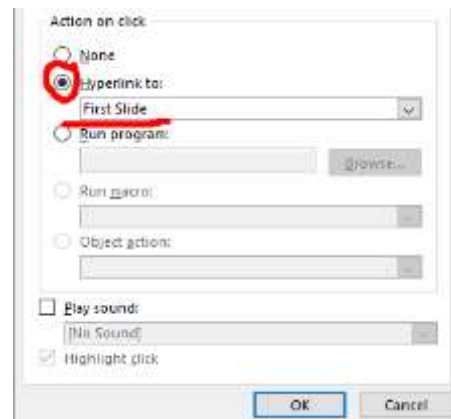 Action on click
None
Hyperlink to:
First Slide
Run program:
Browse...
Run macro:
Object action:
Play sound:
[No Sound]
Highlight click
OK Cancel